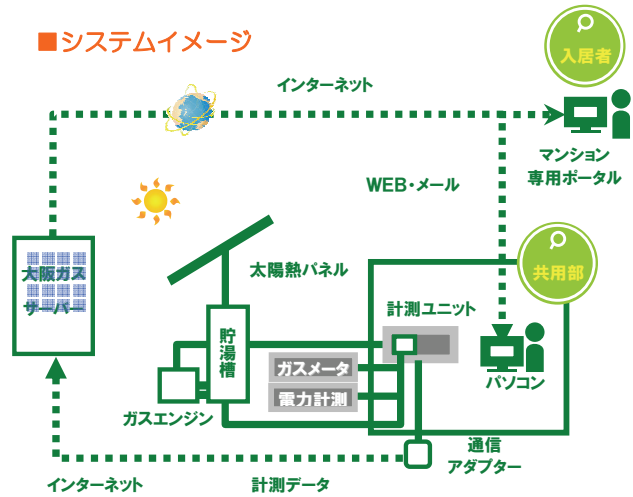 ■システムイメージ
入居者
インターネット
マンション
専用ポータル
WEB・メール
大阪ガス
サーバー
太陽熱パネル
共用部
計測ユニット
貯湯槽
ガスメータ
電力計測
パソコン
ガスエンジン
通信
アダプター
インターネット
計測データ